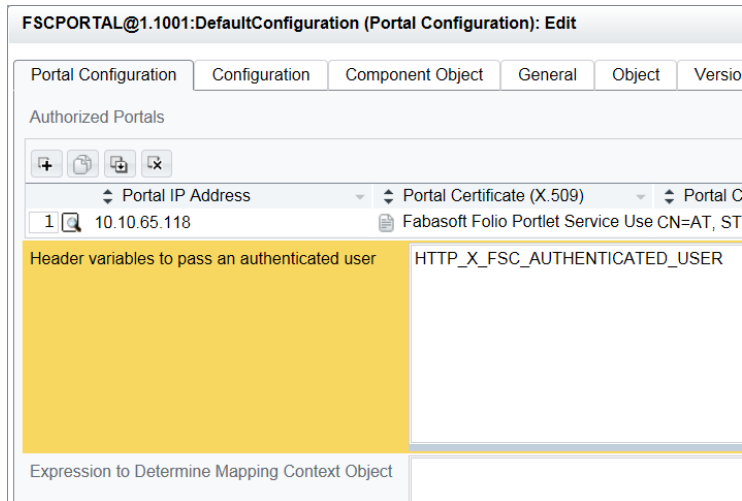 FSCPORTAL@1.1001:DefaultConfiguration (Portal Configuration): Edit
Portal Configuration Configuration Component Object General Object Versio
Authorized Portals
Portal IP Address Portal Certificate (X.509) Portal C
1 10.10.65.118 Fabasoft Folio Portlet Service Use CN=AT, ST
Header variables to pass an authenticated user HTTP_X_FSC_AUTHENTICATED_USER
Expression to Determine Mapping Context Object